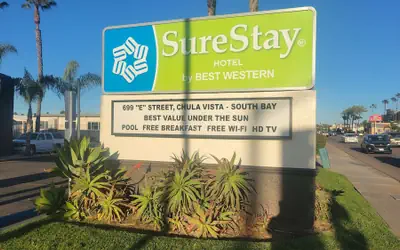 SureStay®
HOTEL
by BEST WESTERN
699 "E" STREET, CHULA VISTA - SOUTH BAY
BEST VALUE UNDER THE SUN
POOL FREE BREAKFAST FREE WI-FI HD TV